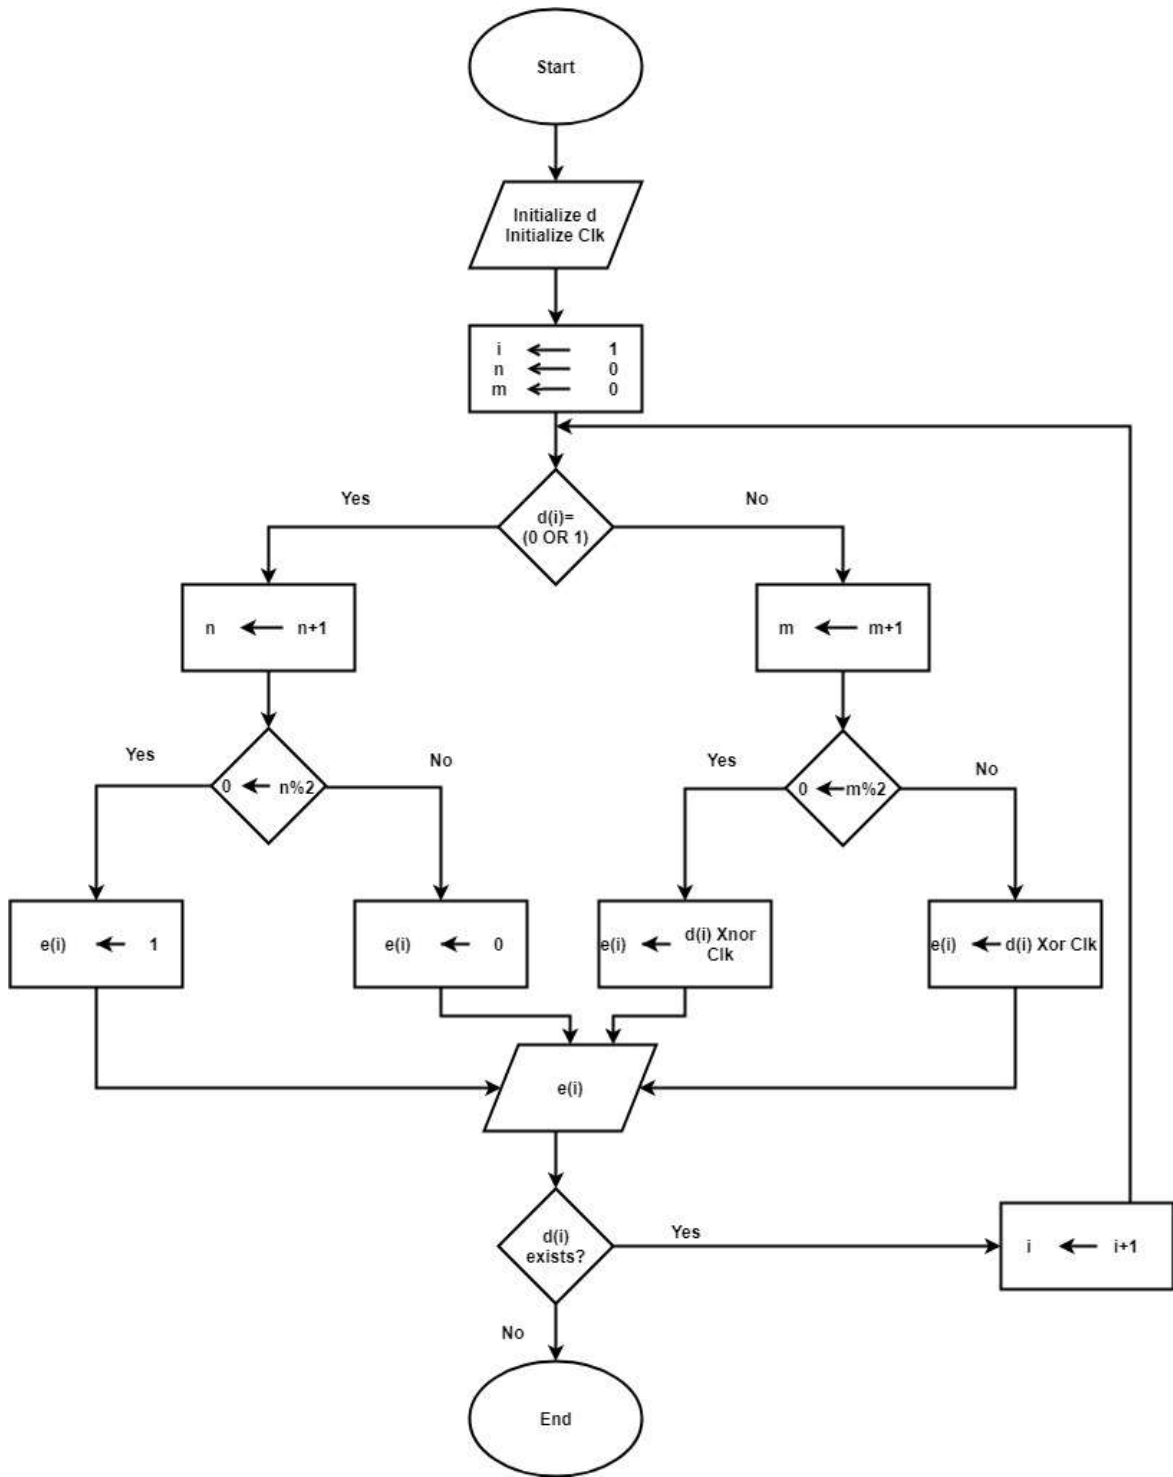 Start
Initialize d
Initialize Clk
i ← 1
n ← 0
m ← 0
Yes
No
d(i)=
(0 OR 1)
n ← n+1
m ← m+1
Yes
No
0 ← n%2
Yes
No
0 ← m%2
e(i) ← 1
e(i) ← 0
e(i) ← d(i) Xnor
Clk
e(i) ← d(i) Xor Clk
e(i)
d(i)
exists?
Yes
i ← i+1
No
End